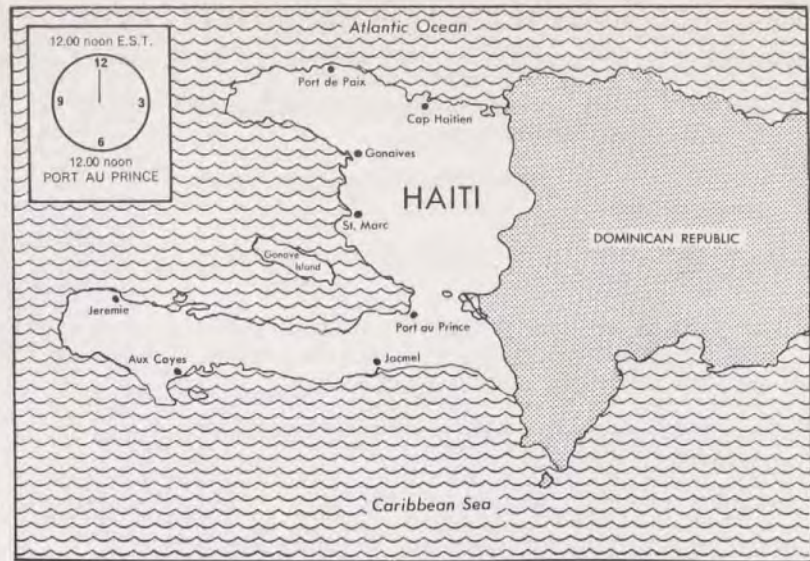 Atlantic Ocean
12.00 noon E.S.T.
12
9
3
6
12.00 noon
PORT AU PRINCE
Port de Paix
Cap Haitien
Gonaives
HAITI
St. Marc
DOMINICAN REPUBLIC
Gonave
Island
Jeremie
Port au Prince
Aux Cayes
Jacmel
Caribbean Sea